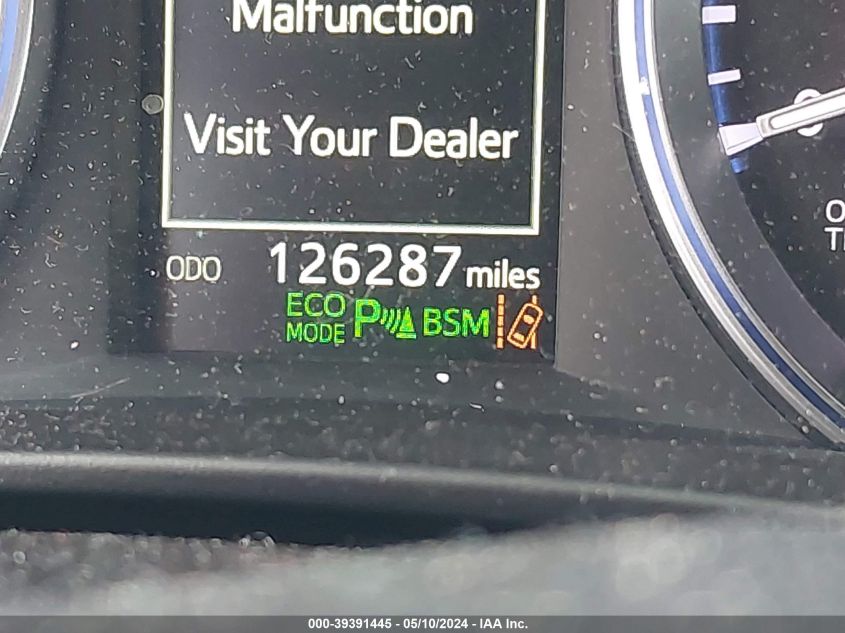 Malfunction
Visit Your Dealer
ODO 126287 miles
ECO
MODE P BSM
000-39391445 - 05/10/2024 - IAA Inc.